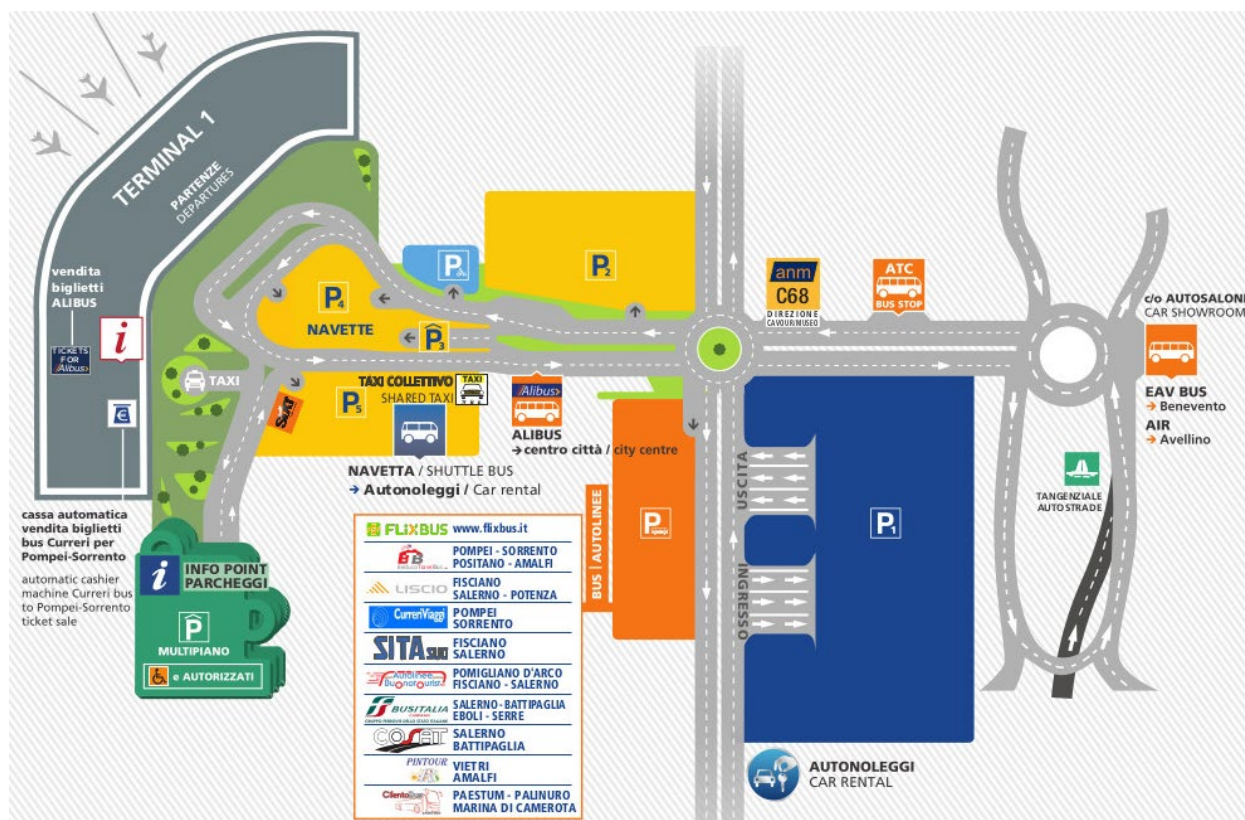 TERMINAL 1
PARTENZE
DEPARTURES
vendita
biglietti
ALIBUS
TICKETS
FOR
Alibus>
i
€
TAXI
cassa automatica
vendita biglietti
bus Curreri per
Pompei-Sorrento
automatic cashier
machine Curreri bus
to Pompei-Sorrento
ticket sale
i
INFO POINT
PARCHEGGI
P
MULTIPIANO
e AUTORIZZATI
P
P2
P4
NAVETTE
P3
P5
Sixt
TAXI COLLETTIVO
SHARED TAXI
TAXI
NAVETTA / SHUTTLE BUS
→ Autonoleggi / Car rental
Alibus>
ALIBUS
→ centro città / city centre
anm
C68
DIREZIONE
CAVOUR/MUSEO
ATC
BUS STOP
c/o AUTOSALONE
CAR SHOWROOM
EAV BUS
→ Benevento
AIR
→ Avellino
TANGENZIALE
AUTOSTRADE
BUS | AUTOLINEE
P
USCITA
INGRESSO
P1
AUTONOLEGGI
CAR RENTAL
FLiXBUS www.flixbus.it
POMPEI - SORRENTO
POSITANO - AMALFI
LISCIO
FISCIANO
SALERNO - POTENZA
CurreriViaggi
POMPEI
SORRENTO
SITA SUD
FISCIANO
SALERNO
Autolinee
Buonotourist
POMIGLIANO D'ARCO
FISCIANO - SALERNO
BUSITALIA
SALERNO - BATTIPAGLIA
EBOLI - SERRE
COSAT
SALERNO
BATTIPAGLIA
PINTOUR
VIETRI
AMALFI
CilentoBus
PAESTUM - PALINURO
MARINA DI CAMEROTA